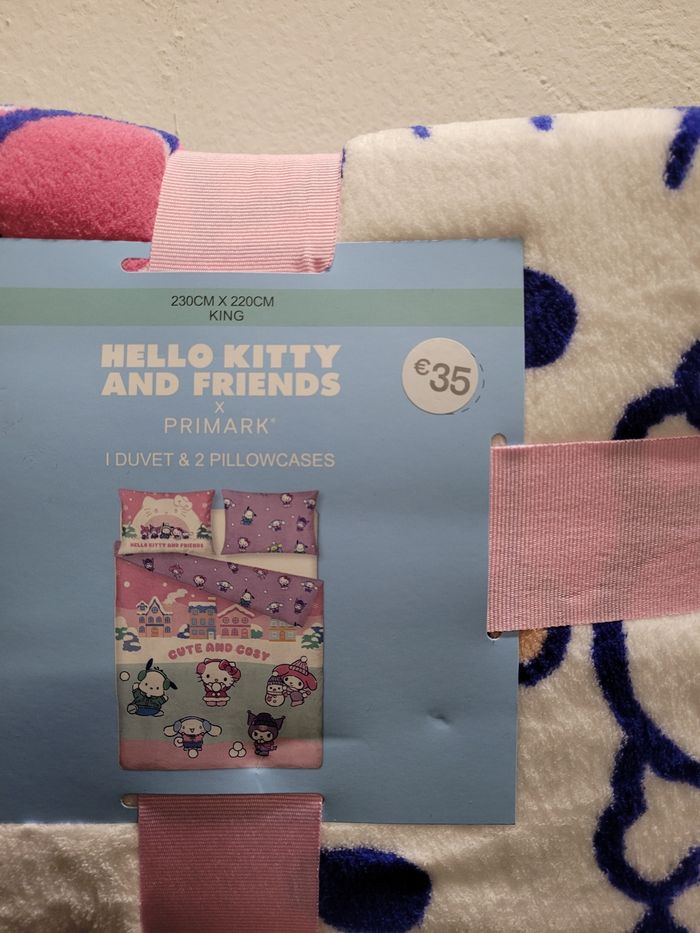 230CM X 220CM
KING
HELLO KITTY
AND FRIENDS
X
PRIMARK®
1 DUVET & 2 PILLOWCASES
€35
HELLO KITTY AND FRIENDS
CUTE AND COSY